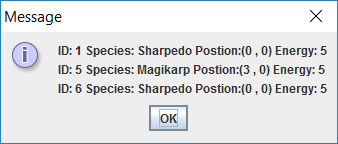 Message
ID: 1 Species: Sharpedo Postion:(0 , 0) Energy: 5
ID: 5 Species: Magikarp Postion:(3 , 0) Energy: 5
ID: 6 Species: Sharpedo Postion:(0 , 0) Energy: 5
OK